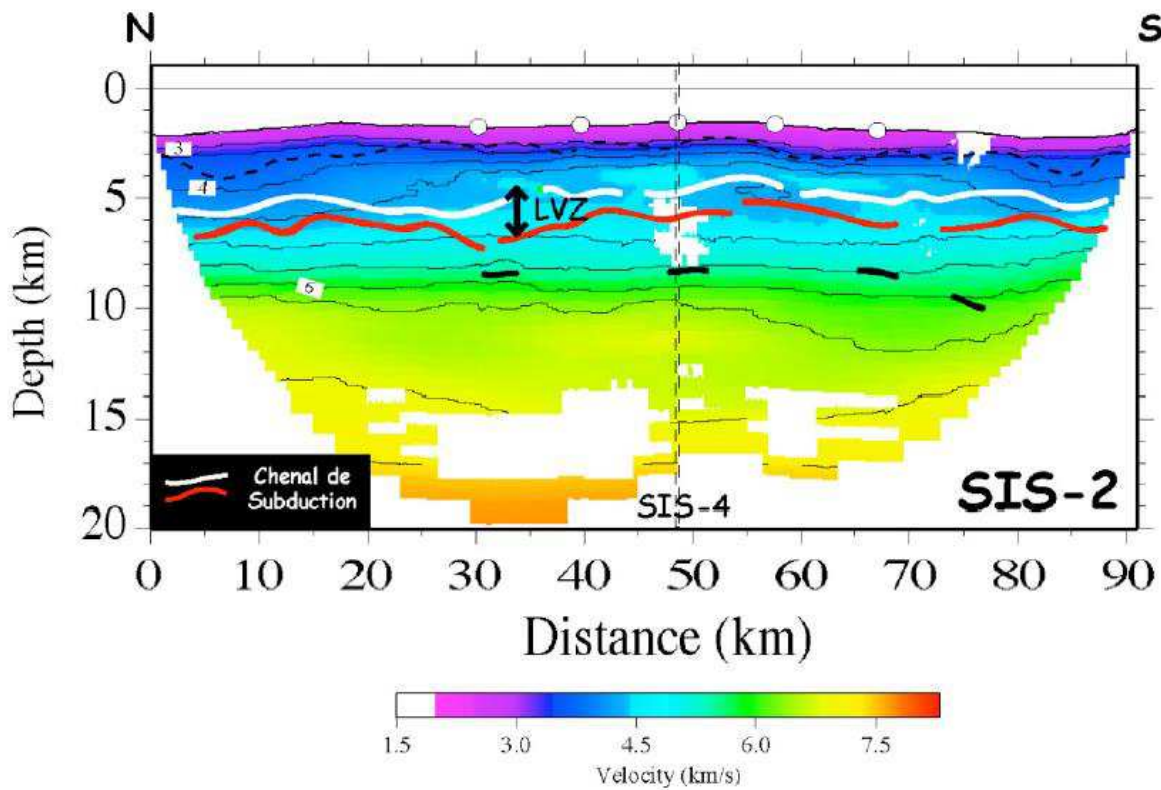 N
S
0
5
10
15
20
Depth (km)
3
4
6
LVZ
Chenal de
Subduction
SIS-4
SIS-2
0 10 20 30 40 50 60 70 80 90
Distance (km)
1.5 3.0 4.5 6.0 7.5
Velocity (km/s)